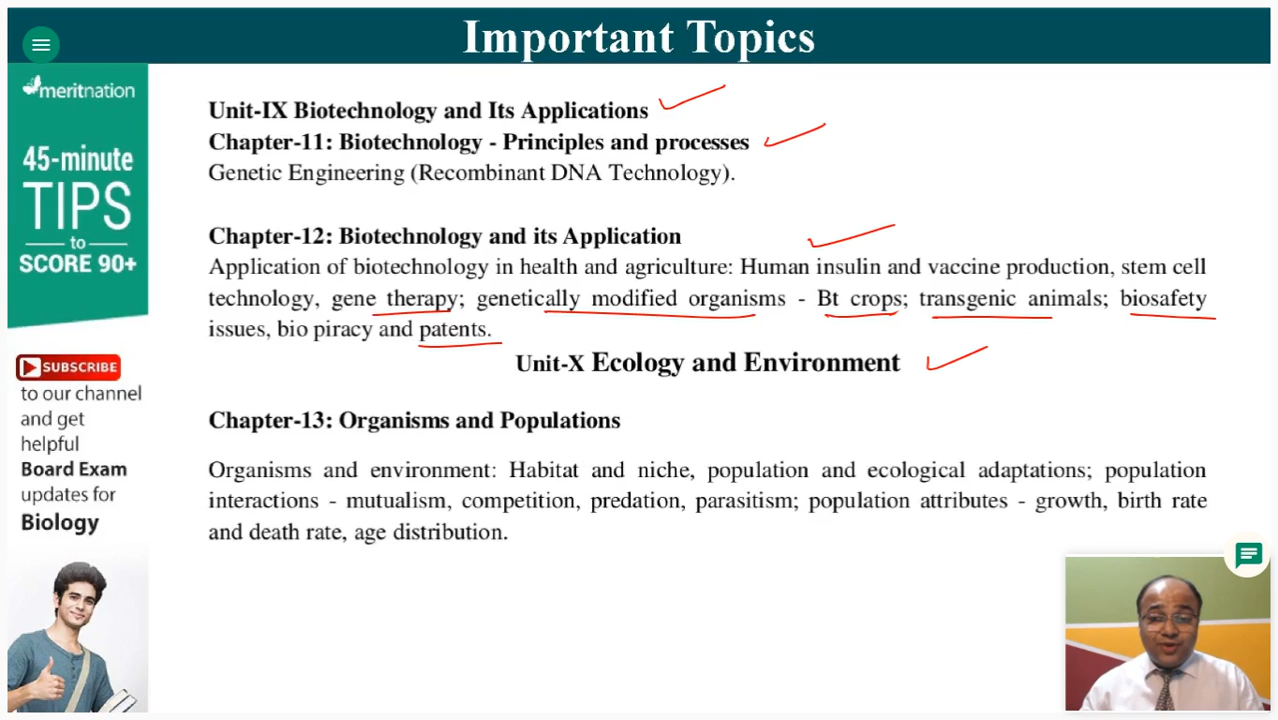 Important Topics
meritnation
45-minute
TIPS
to
SCORE 90+
SUBSCRIBE
to our channel
and get
helpful
Board Exam
updates for
Biology
Unit-IX Biotechnology and Its Applications
Chapter-11: Biotechnology - Principles and processes
Genetic Engineering (Recombinant DNA Technology).
Chapter-12: Biotechnology and its Application
Application of biotechnology in health and agriculture: Human insulin and vaccine production, stem cell
technology, gene therapy; genetically modified organisms - Bt crops; transgenic animals; biosafety
issues, bio piracy and patents.
Unit-X Ecology and Environment
Chapter-13: Organisms and Populations
Organisms and environment: Habitat and niche, population and ecological adaptations; population
interactions - mutualism, competition, predation, parasitism; population attributes - growth, birth rate
and death rate, age distribution.